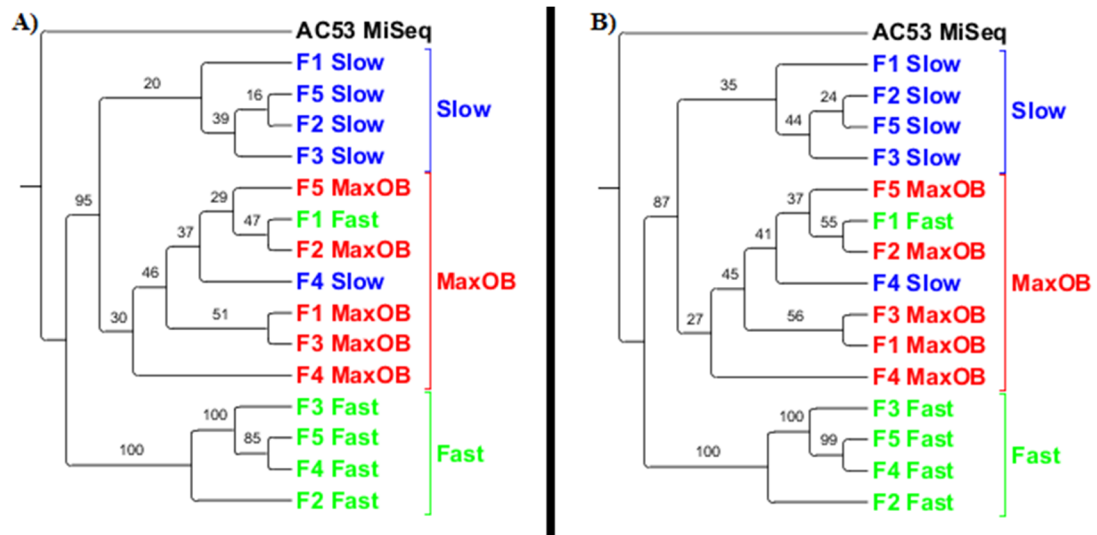 A)
AC53 MiSeq
F1 Slow
20
F5 Slow
16
Slow
39
F2 Slow
F3 Slow
F5 MaxOB
95
29
F1 Fast
47
37
F2 MaxOB
46
F4 Slow
MaxOB
F1 MaxOB
51
30
F3 MaxOB
F4 MaxOB
F3 Fast
100
F5 Fast
85
100
Fast
F4 Fast
F2 Fast
B)
AC53 MiSeq
F1 Slow
35
F2 Slow
24
Slow
44
F5 Slow
F3 Slow
F5 MaxOB
87
37
F1 Fast
55
41
F2 MaxOB
45
F4 Slow
MaxOB
F3 MaxOB
56
27
F1 MaxOB
F4 MaxOB
F3 Fast
100
F5 Fast
99
100
Fast
F4 Fast
F2 Fast